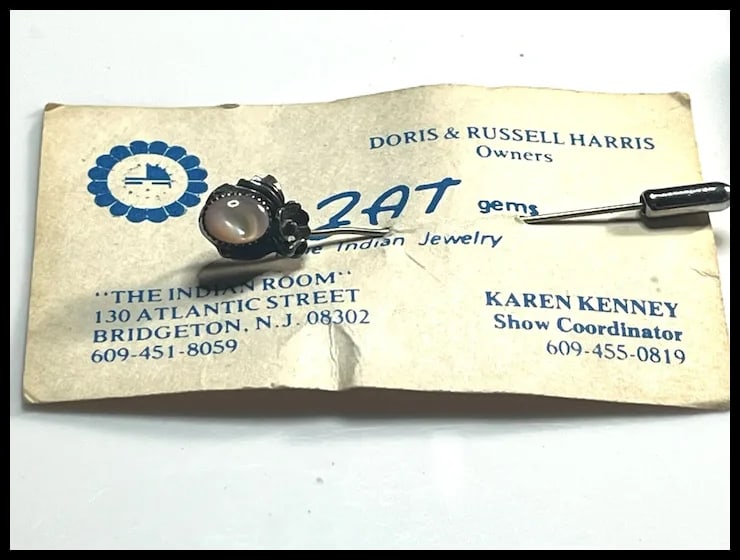 DORIS & RUSSELL HARRIS
Owners
ZAT gems
Indian Jewelry
"THE INDIAN ROOM"
130 ATLANTIC STREET
BRIDGETON, N.J. 08302
609-451-8059
KAREN KENNEY
Show Coordinator
609-455-0819